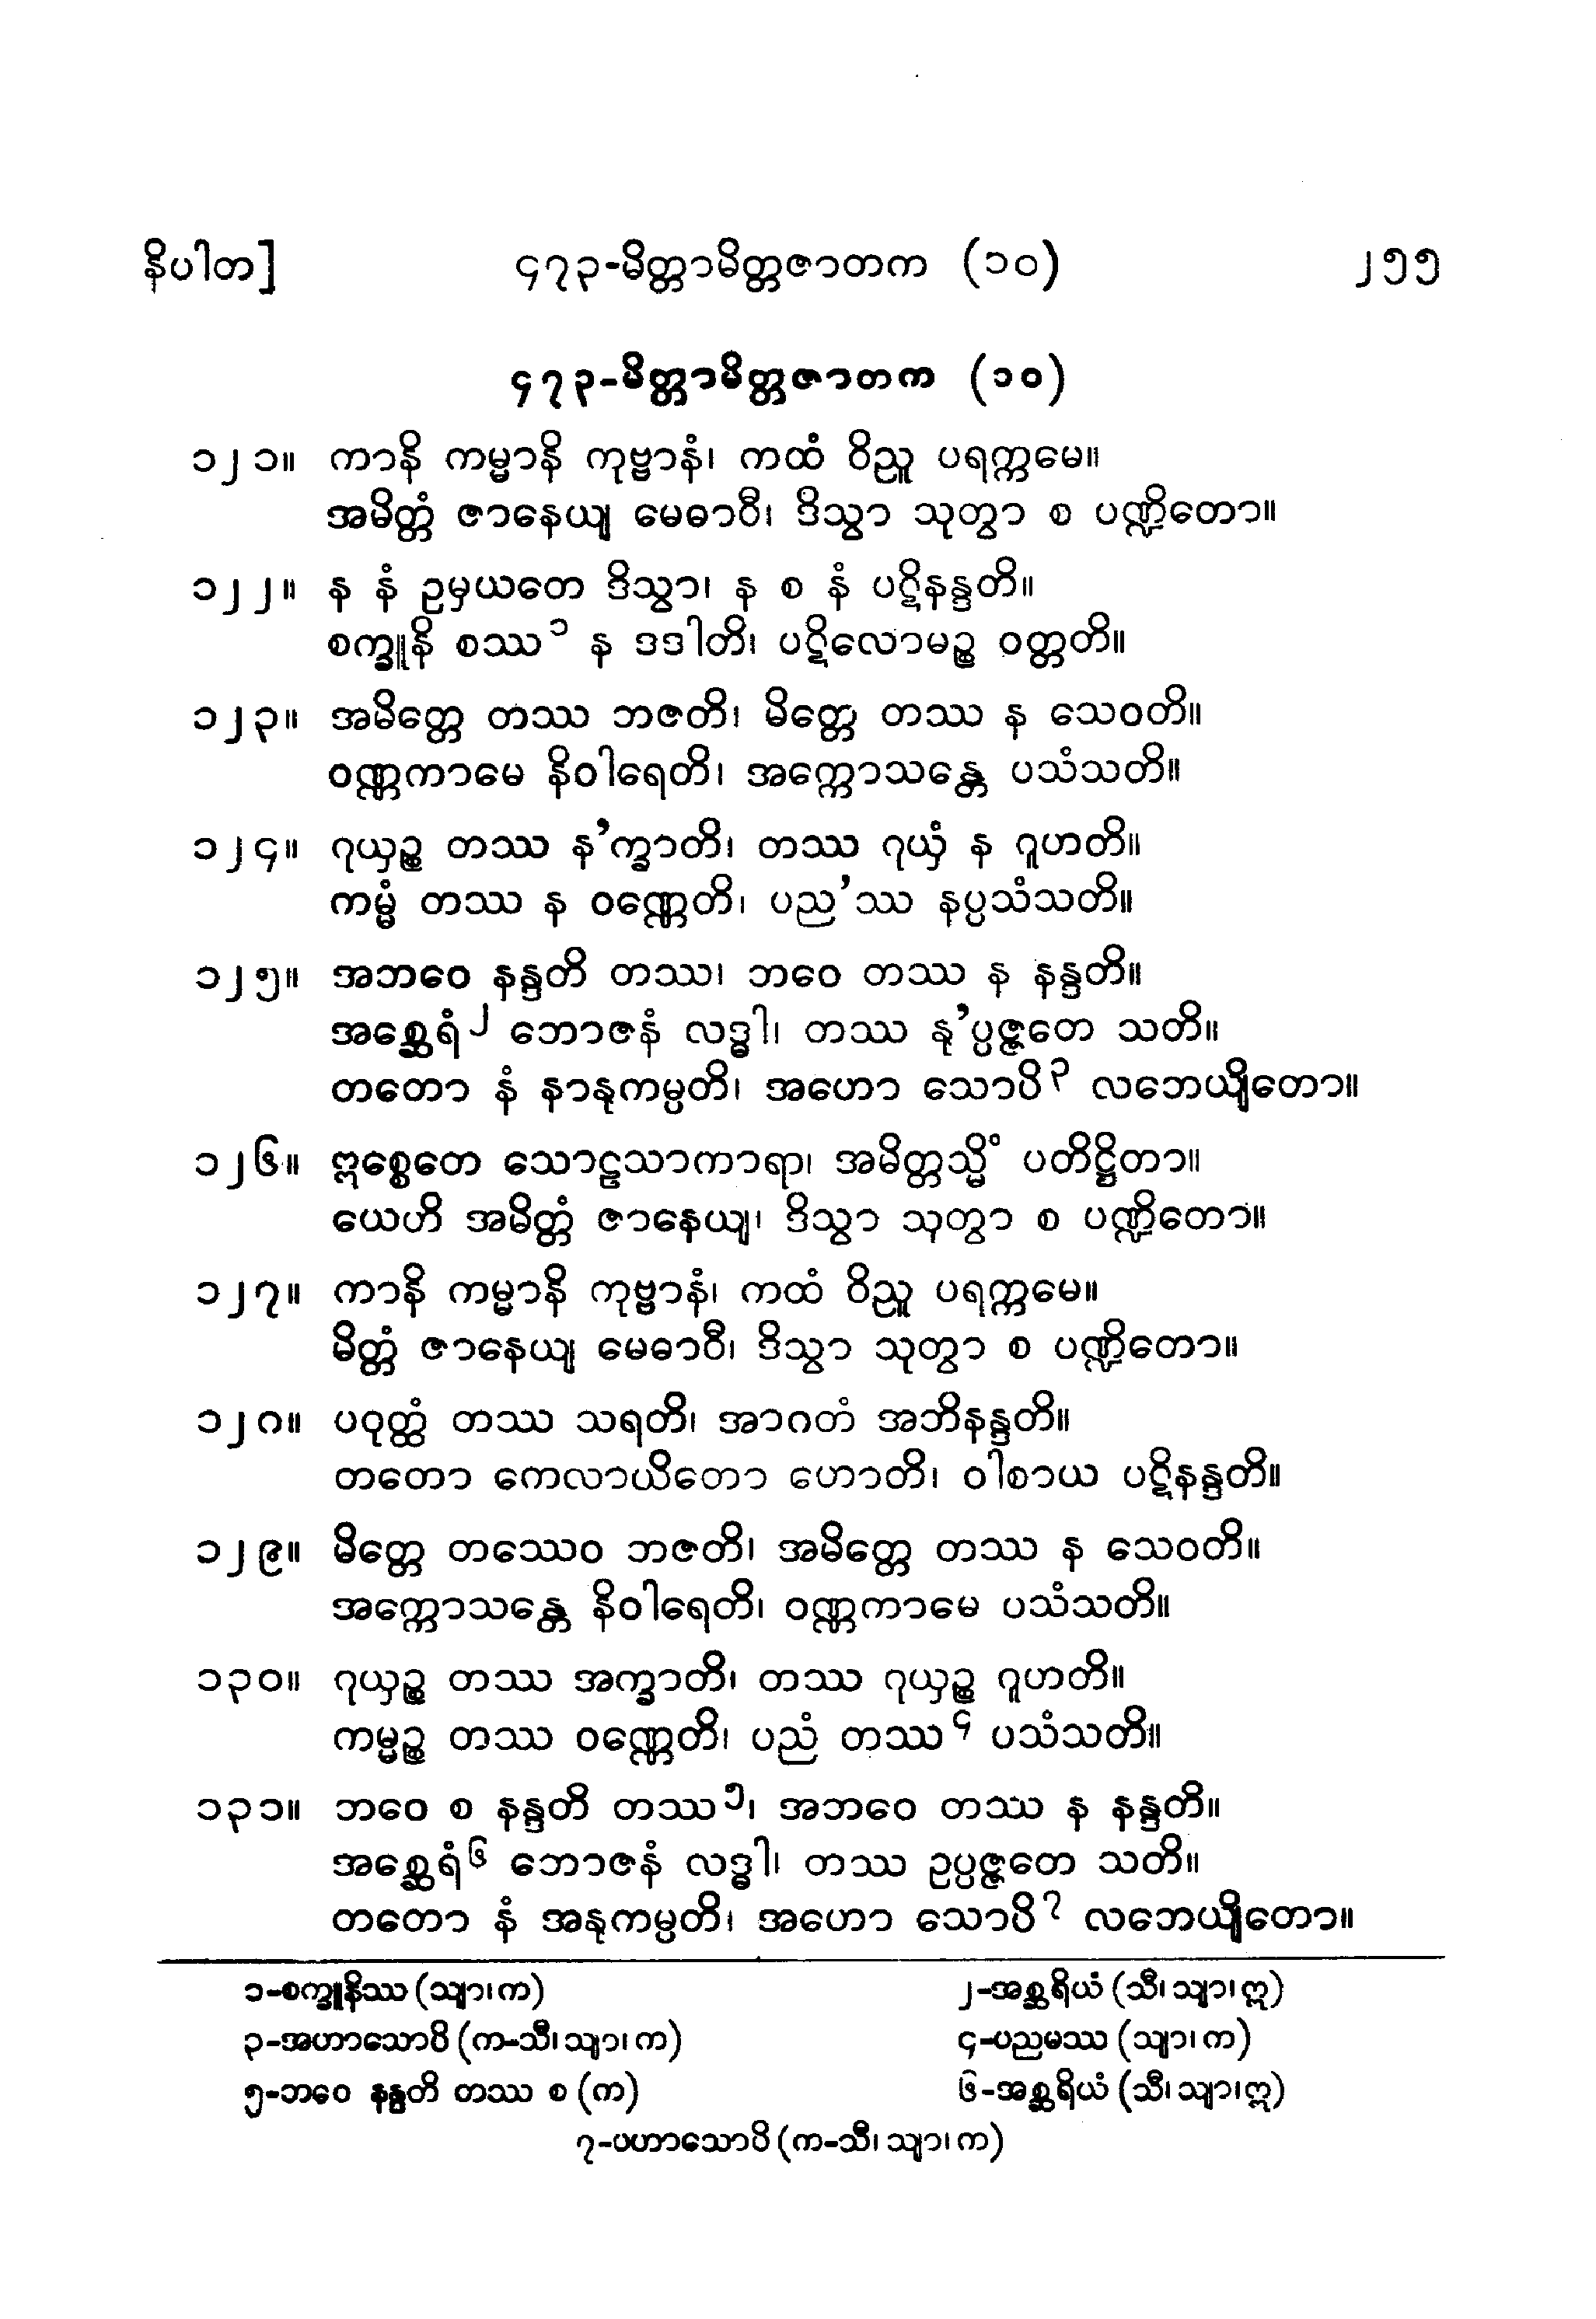 နိပါတ] ၄၇၃-မိတ္တာမိတ္တဇာတက (၁၀) ၂၅၅
၄၇၃-မိတ္တာမိတ္တဇာတက (၁၀)
၁၂၁။ ကာနိ ကမ္မာနိ ကုဗ္ဗာနံ၊ ကထံ ဝိညူ ပရက္ကမေ။
အမိတ္တံ ဇာနေယျ မေဓာဝီ၊ ဒိသွာ သုတွာ စ ပဏ္ဍိတော။
၁၂၂။ န နံ ဥမှယတေ ဒိသွာ၊ န စ နံ ပဋိနန္ဒတိ။
စက္ခူနိ စဿ၁ န ဒဒါတိ၊ ပဋိလောမဉ္စ ဝတ္တတိ။
၁၂၃။ အမိတ္တေ တဿ ဘဇတိ၊ မိတ္တေ တဿ န သေဝတိ။
ဝဏ္ဏကာမေ နိဝါရေတိ၊ အက္ကောသန္တေ ပသံသတိ။
၁၂၄။ ဂုယှဉ္စ တဿ န’က္ခာတိ၊ တဿ ဂုယှံ န ဂူဟတိ။
ကမ္မံ တဿ န ဝဏ္ဏေတိ၊ ပည’ဿ နပ္ပသံသတိ။
၁၂၅။ အဘဝေ နန္ဒတိ တဿ၊ ဘဝေ တဿ န နန္ဒတိ။
အစ္ဆေရံ၂ ဘောဇနံ လဒ္ဓါ၊ တဿ နု’ပ္ပဇ္ဇတေ သတိ။
တတော နံ နာနုကမ္ပတိ၊ အဟော သောပိ၃ လဘေယျိတော။
၁၂၆။ ဣစ္စေတေ သောဠသာကာရာ၊ အမိတ္တသ္မိံ ပတိဋ္ဌိတာ။
ယေဟိ အမိတ္တံ ဇာနေယျ၊ ဒိသွာ သုတွာ စ ပဏ္ဍိတော။
၁၂၇။ ကာနိ ကမ္မာနိ ကုဗ္ဗာနံ၊ ကထံ ဝိညူ ပရက္ကမေ။
မိတ္တံ ဇာနေယျ မေဓာဝီ၊ ဒိသွာ သုတွာ စ ပဏ္ဍိတော။
၁၂၈။ ပဝုတ္ထံ တဿ သရတိ၊ အာဂတံ အဘိနန္ဒတိ။
တတော ကေလာယိတော ဟောတိ၊ ဝါစာယ ပဋိနန္ဒတိ။
၁၂၉။ မိတ္တေ တဿေဝ ဘဇတိ၊ အမိတ္တေ တဿ န သေဝတိ။
အက္ကောသန္တေ နိဝါရေတိ၊ ဝဏ္ဏကာမေ ပသံသတိ။
၁၃၀။ ဂုယှဉ္စ တဿ အက္ခာတိ၊ တဿ ဂုယှဉ္စ ဂူဟတိ။
ကမ္မဉ္စ တဿ ဝဏ္ဏေတိ၊ ပညံ တဿ၄ ပသံသတိ။
၁၃၁။ ဘဝေ စ နန္ဒတိ တဿ၅၊ အဘဝေ တဿ န နန္ဒတိ။
အစ္ဆေရံ၆ ဘောဇနံ လဒ္ဓါ၊ တဿ ဥပ္ပဇ္ဇတေ သတိ။
တတော နံ အနုကမ္ပတိ၊ အဟော သောပိ၇ လဘေယျိတော။
၁-စက္ခူနိဿ (သျာ၊ က) ၂-အစ္ဆရိယံ (သီ၊ သျာ၊ ဣ)
၃-အဟာသောပိ (က-သီ၊ သျာ၊ က) ၄-ပညမဿ (သျာ၊ က)
၅-ဘဝေ နန္ဒတိ တဿ စ (က) ၆-အစ္ဆရိယံ (သီ၊ သျာ၊ ဣ)
၇-ပဟာသောပိ (က-သီ၊ သျာ၊ က)